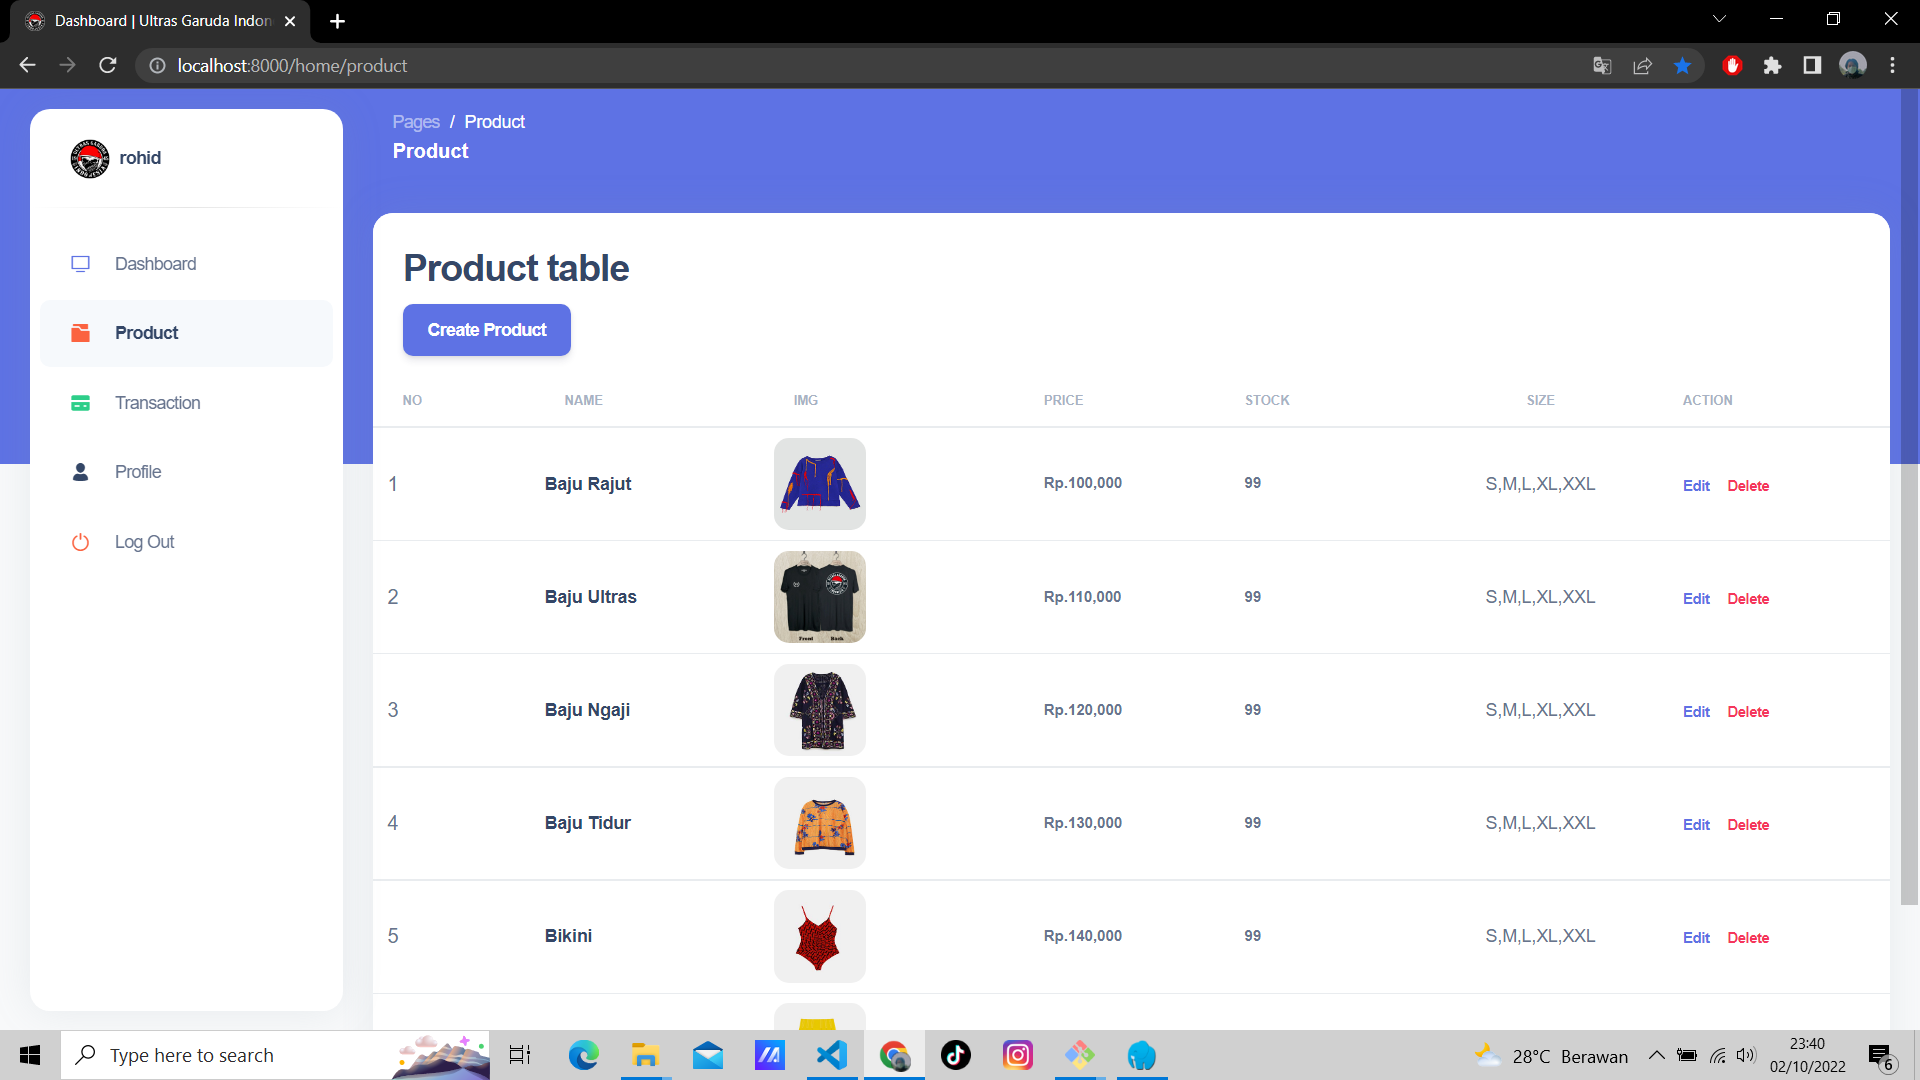 Dashboard | Ultras Garuda Indon
localhost:8000/home/product
rohid
Dashboard
Product
Transaction
Profile
Log Out
Pages / Product
Product
Product table
Create Product
NO NAME IMG PRICE STOCK SIZE ACTION
1 Baju Rajut Rp.100,000 99 S,M,L,XL,XXL Edit Delete
2 Baju Ultras Rp.110,000 99 S,M,L,XL,XXL Edit Delete
Front Back
3 Baju Ngaji Rp.120,000 99 S,M,L,XL,XXL Edit Delete
4 Baju Tidur Rp.130,000 99 S,M,L,XL,XXL Edit Delete
5 Bikini Rp.140,000 99 S,M,L,XL,XXL Edit Delete
Type here to search
28°C Berawan
23:40
02/10/2022
6